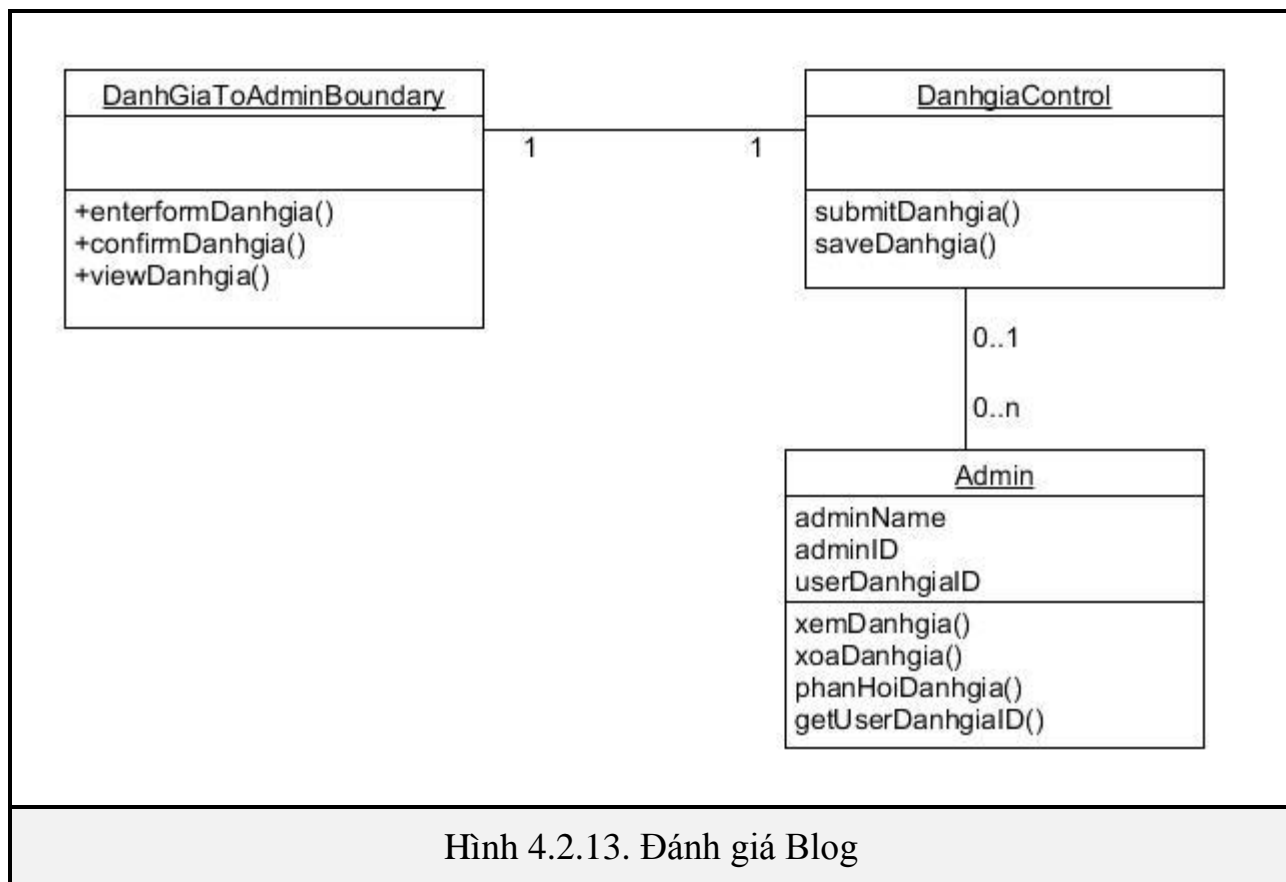 DanhGiaToAdminBoundary
+enterformDanhgia()
+confirmDanhgia()
+viewDanhgia()
1
1
DanhgiaControl
submitDanhgia()
saveDanhgia()
0..1
0..n
Admin
adminName
adminID
userDanhgiaID
xemDanhgia()
xoaDanhgia()
phanHoiDanhgia()
getUserDanhgiaID()
Hình 4.2.13. Đánh giá Blog